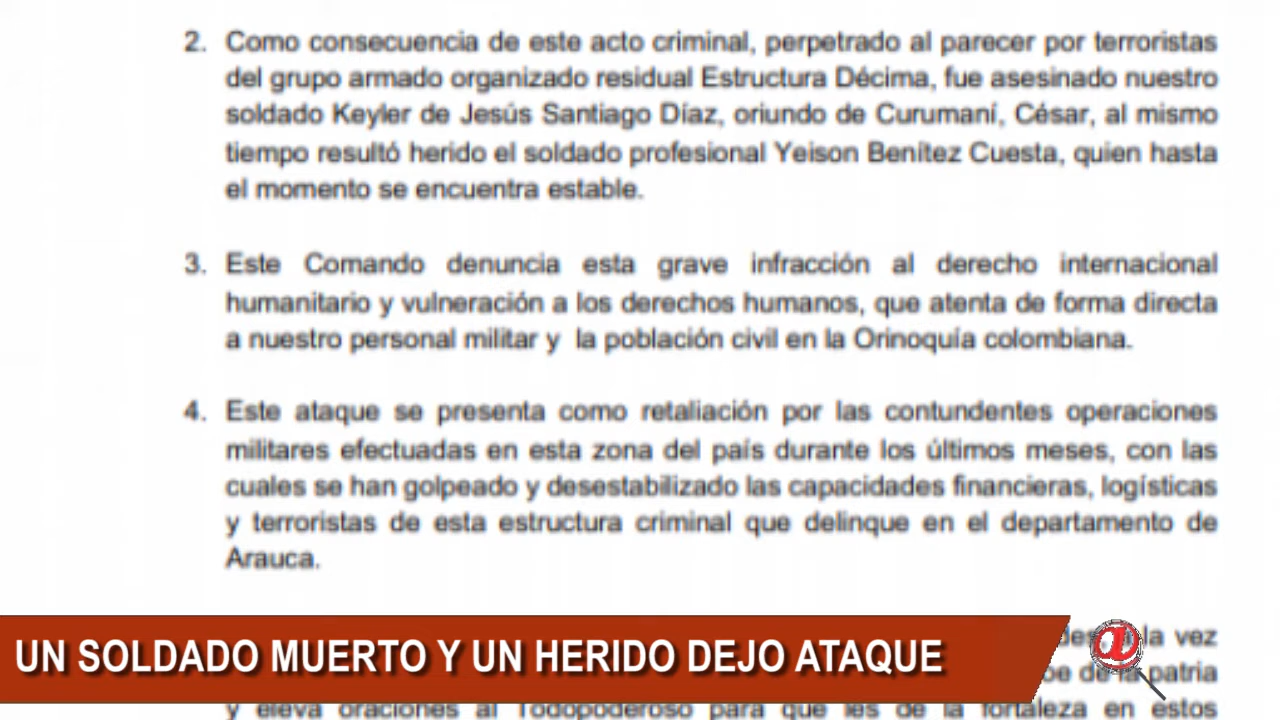 2. Como consecuencia de este acto criminal, perpetrado al parecer por terroristas
del grupo armado organizado residual Estructura Décima, fue asesinado nuestro
soldado Keyler de Jesús Santiago Díaz, oriundo de Curumaní, César, al mismo
tiempo resultó herido el soldado profesional Yeison Benítez Cuesta, quien hasta
el momento se encuentra estable.
3. Este Comando denuncia esta grave infracción al derecho internacional
humanitario y vulneración a los derechos humanos, que atenta de forma directa
a nuestro personal militar y la población civil en la Orinoquía colombiana.
4. Este ataque se presenta como retaliación por las contundentes operaciones
militares efectuadas en esta zona del país durante los últimos meses, con las
cuales se han golpeado y desestabilizado las capacidades financieras, logísticas
y terroristas de esta estructura criminal que delinque en el departamento de
Arauca.
la vez
de la patria
y eleva oraciones al Todopoderoso para que les de la fortaleza en estos
UN SOLDADO MUERTO Y UN HERIDO DEJO ATAQUE
@